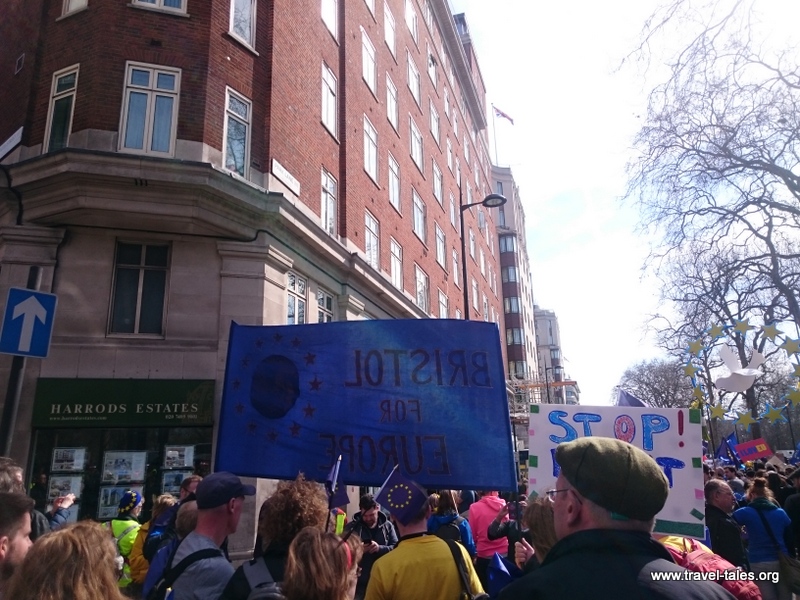 HARRODS ESTATES
BRISTOL
FOR
EUROPE
STOP!
www.travel-tales.org